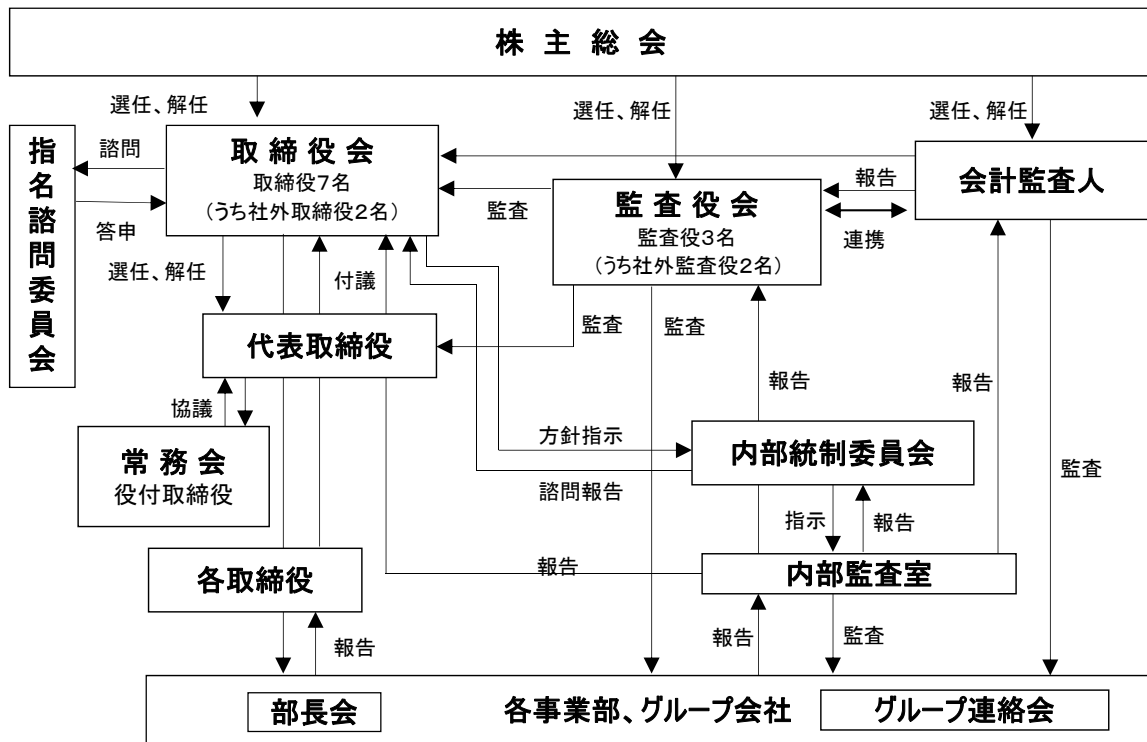 株主総会
選任、解任
選任、解任
選任、解任
指名諮問委員会
諮問
答申
取締役会
取締役7名
(うち社外取締役2名)
監査
監査役会
監査役3名
(うち社外監査役2名)
報告
連携
会計監査人
選任、解任
付議
代表取締役
監査
監査
報告
報告
協議
常務会
役付取締役
方針指示
諮問報告
内部統制委員会
監査
指示
報告
各取締役
報告
内部監査室
報告
報告
監査
部長会
各事業部、グループ会社
グループ連絡会